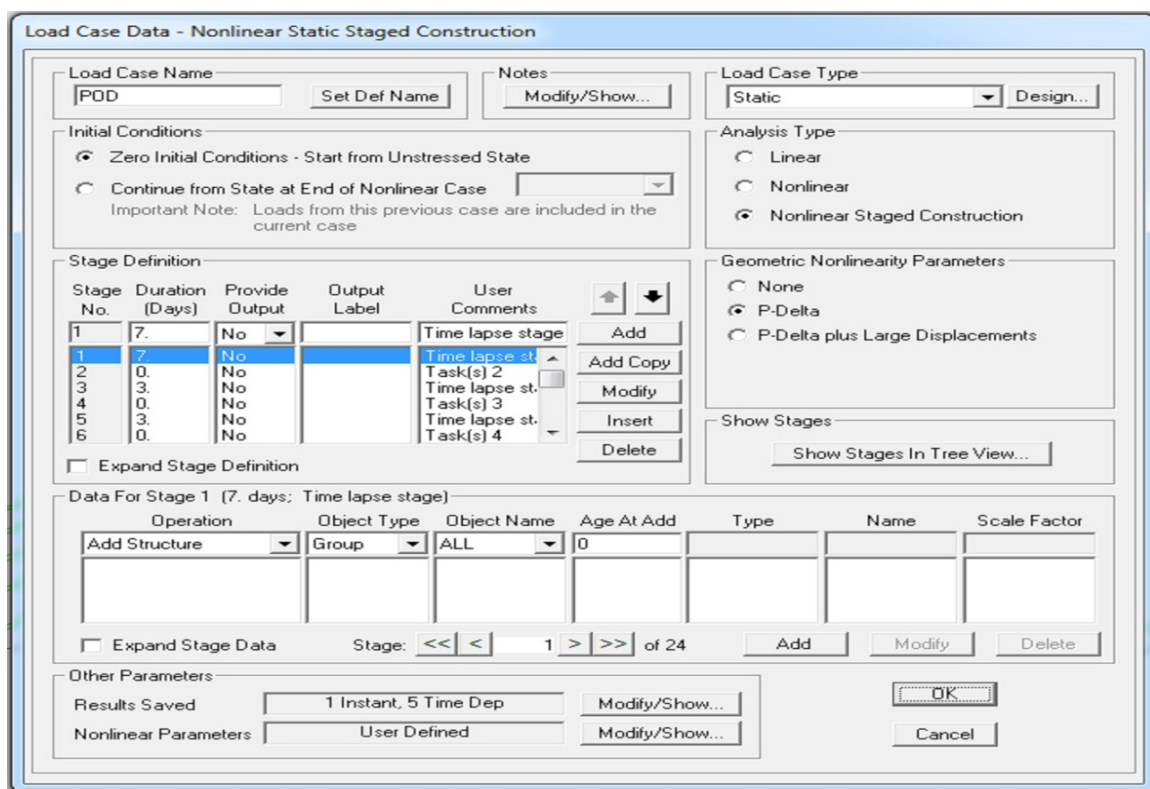 Load Case Data - Nonlinear Static Staged Construction
Load Case Name
POD
Set Def Name
Notes
Modify/Show...
Load Case Type
Static
Design...
Initial Conditions
Zero Initial Conditions - Start from Unstressed State
Continue from State at End of Nonlinear Case
Important Note: Loads from this previous case are included in the
current case
Analysis Type
Linear
Nonlinear
Nonlinear Staged Construction
Stage Definition
Stage Duration Provide Output User
No. (Days) Output Label Comments
1 7. No Time lapse stage
1 7. No Time lapse st
2 0. No Task(s) 2
3 3. No Time lapse st
4 0. No Task(s) 3
5 3. No Time lapse st
6 0. No Task(s) 4
Add
Add Copy
Modify
Insert
Delete
Expand Stage Definition
Geometric Nonlinearity Parameters
None
P-Delta
P-Delta plus Large Displacements
Show Stages
Show Stages In Tree View...
Data For Stage 1 (7. days; Time lapse stage)
Operation Object Type Object Name Age At Add Type Name Scale Factor
Add Structure Group ALL 0
Expand Stage Data Stage: << < 1 > >> of 24 Add Modify Delete
Other Parameters
Results Saved 1 Instant, 5 Time Dep Modify/Show...
Nonlinear Parameters User Defined Modify/Show...
OK
Cancel